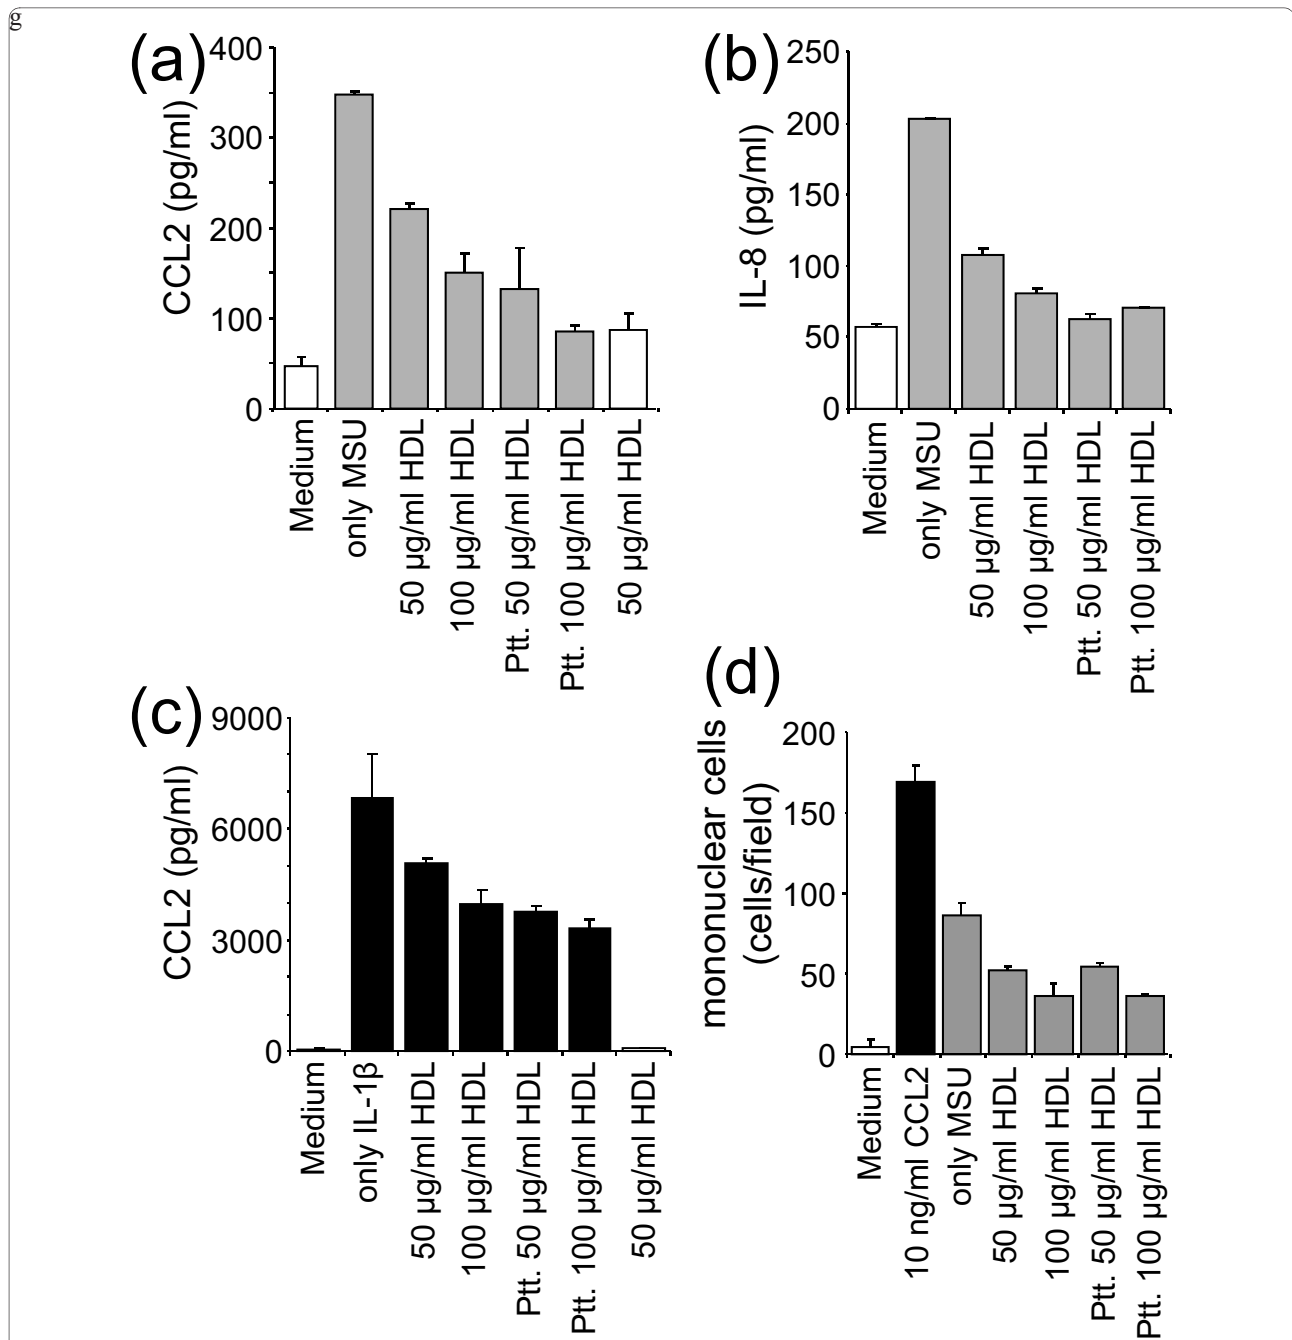 g
(a)
CCL2 (pg/ml)
400
300
200
100
0
Medium
only MSU
50 µg/ml HDL
100 µg/ml HDL
Ptt. 50 µg/ml HDL
Ptt. 100 µg/ml HDL
50 µg/ml HDL
(b)
IL-8 (pg/ml)
250
200
150
100
50
0
Medium
only MSU
50 µg/ml HDL
100 µg/ml HDL
Ptt. 50 µg/ml HDL
Ptt. 100 µg/ml HDL
(c)
CCL2 (pg/ml)
9000
6000
3000
0
Medium
only IL-1β
50 µg/ml HDL
100 µg/ml HDL
Ptt. 50 µg/ml HDL
Ptt. 100 µg/ml HDL
50 µg/ml HDL
(d)
mononuclear cells
(cells/field)
200
150
100
50
0
Medium
10 ng/ml CCL2
only MSU
50 µg/ml HDL
100 µg/ml HDL
Ptt. 50 µg/ml HDL
Ptt. 100 µg/ml HDL